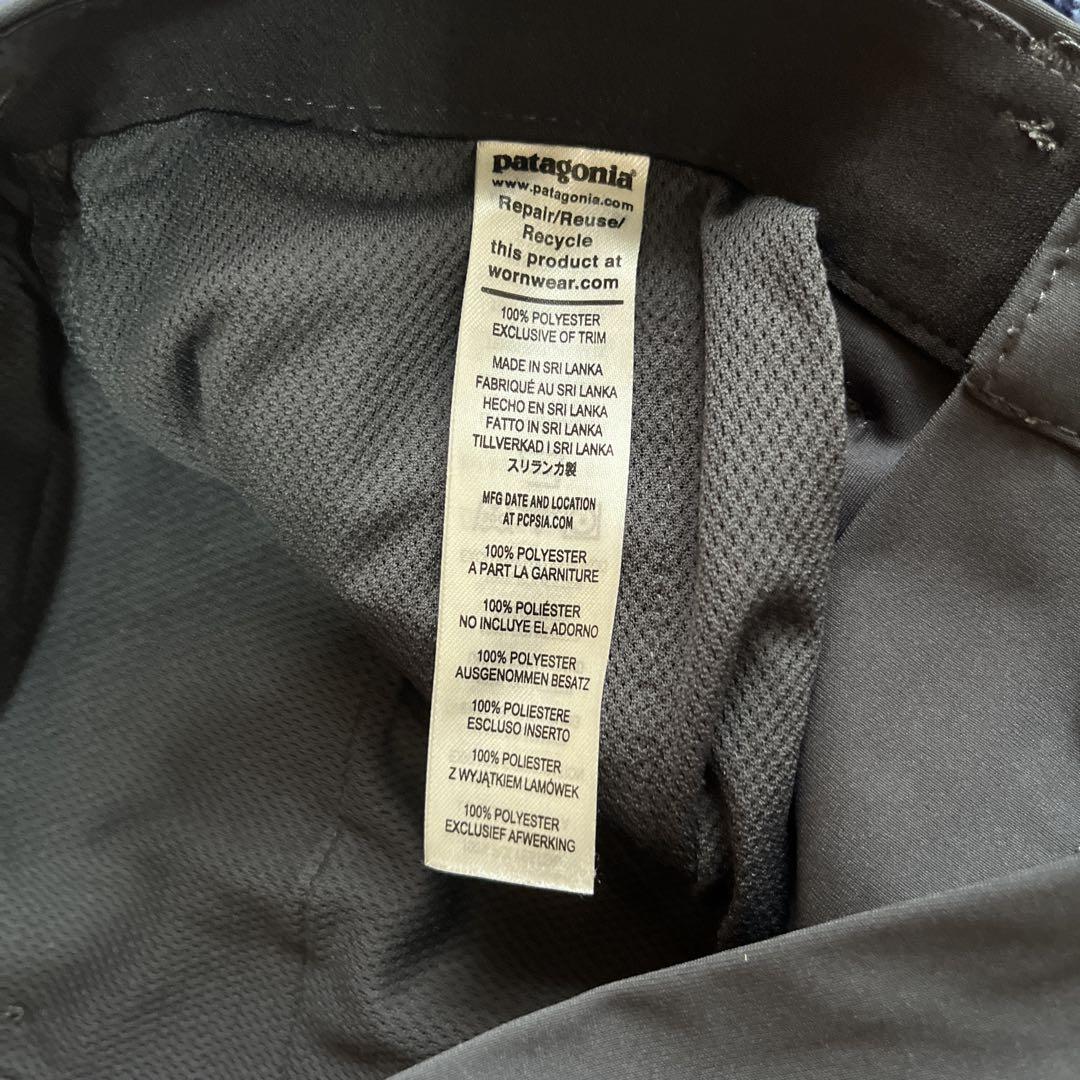 patagonia®
www.patagonia.com
Repair/Reuse/
Recycle
this product at
wornwear.com
100% POLYESTER
EXCLUSIVE OF TRIM
MADE IN SRI LANKA
FABRIQUÉ AU SRI LANKA
HECHO EN SRI LANKA
FATTO IN SRI LANKA
TILLVERKAD I SRI LANKA
スリランカ製
MFG DATE AND LOCATION
AT PCPSIA.COM
100% POLYESTER
A PART LA GARNITURE
100% POLIÉSTER
NO INCLUYE EL ADORNO
100% POLYESTER
AUSGENOMMEN BESATZ
100% POLIESTERE
ESCLUSO INSERTO
100% POLIESTER
Z WYJĄTKIEM LAMÓWEK
100% POLYESTER
EXCLUSIEF AFWERKING